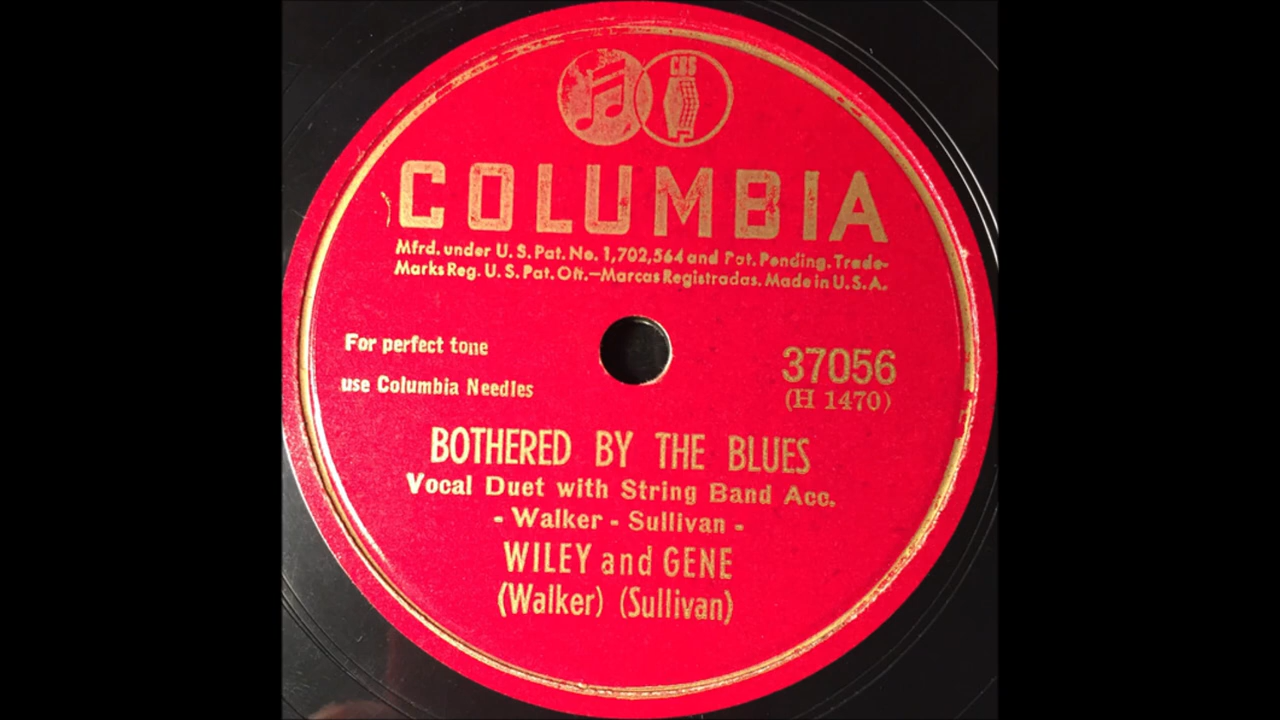 CBS
COLUMBIA
Mfrd. under U. S. Pat. No. 1,702,564 and Pat. Pending. Trade-
Marks Reg. U. S. Pat. Off.—Marcas Registradas. Made in U.S.A.
For perfect tone
use Columbia Needles
37056
(H 1470)
BOTHERED BY THE BLUES
Vocal Duet with String Band Acc.
- Walker - Sullivan -
WILEY and GENE
(Walker) (Sullivan)